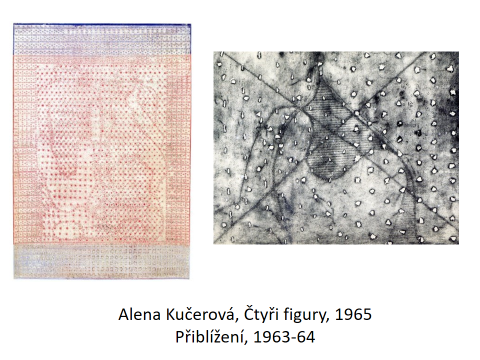 Alena Kučerová, Čtyři figury, 1965
Přiblížení, 1963-64